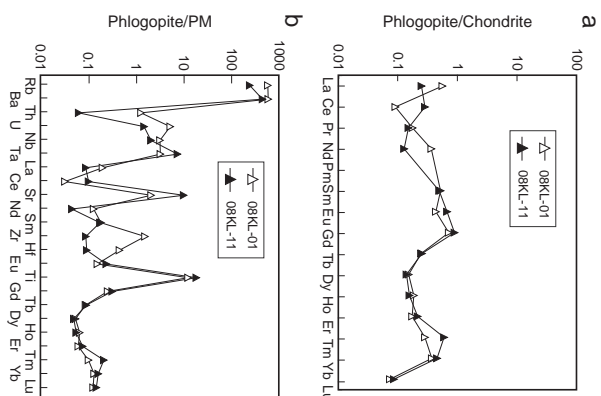 a
Phlogopite/Chondrite
100
10
1
0.1
0.01
08KL-01
08KL-11
La Ce Pr Nd Pm Sm Eu Gd Tb Dy Ho Er Tm Yb Lu
b
Phlogopite/PM
1000
100
10
1
0.1
0.01
08KL-01
08KL-11
Rb Th Nb La Sr Sm Hf Ti Tb Ho Tm Lu
Ba U Ta Ce Nd Zr Eu Gd Dy Er Yb